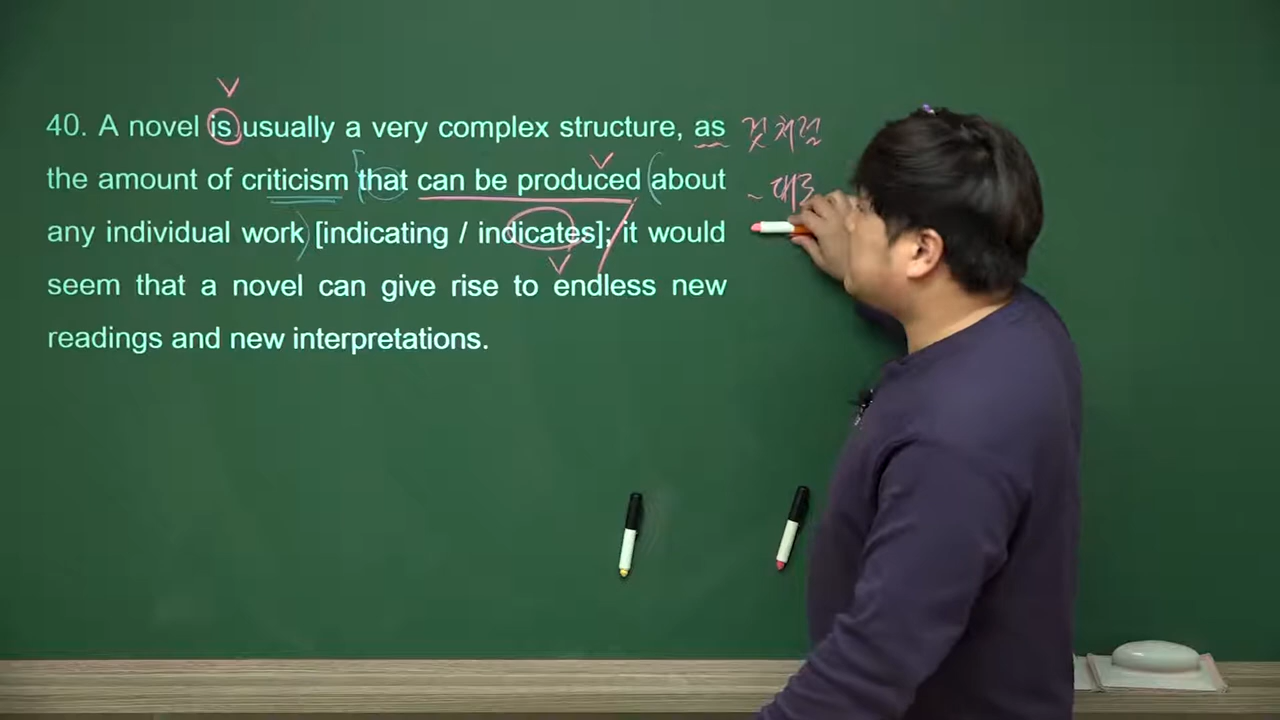 V
40. A novel is usually a very complex structure, as 것처럼
V
the amount of criticism [that can be produced (about ~대로
any individual work) [indicating / indicates]; it would
V
seem that a novel can give rise to endless new
readings and new interpretations.